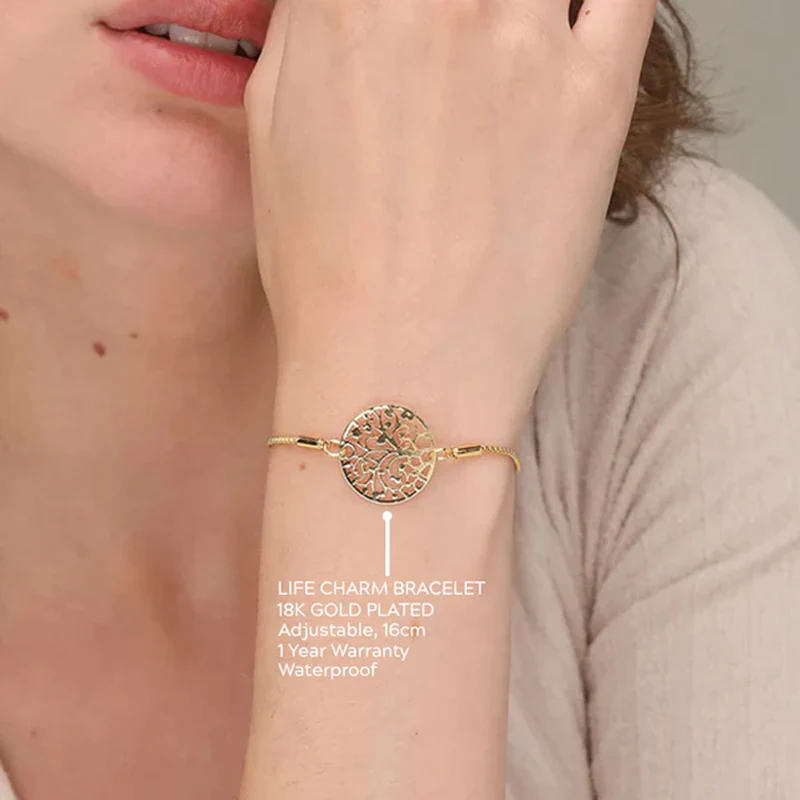 LIFE CHARM BRACELET
18K GOLD PLATED
Adjustable, 16cm
1 Year Warranty
Waterproof